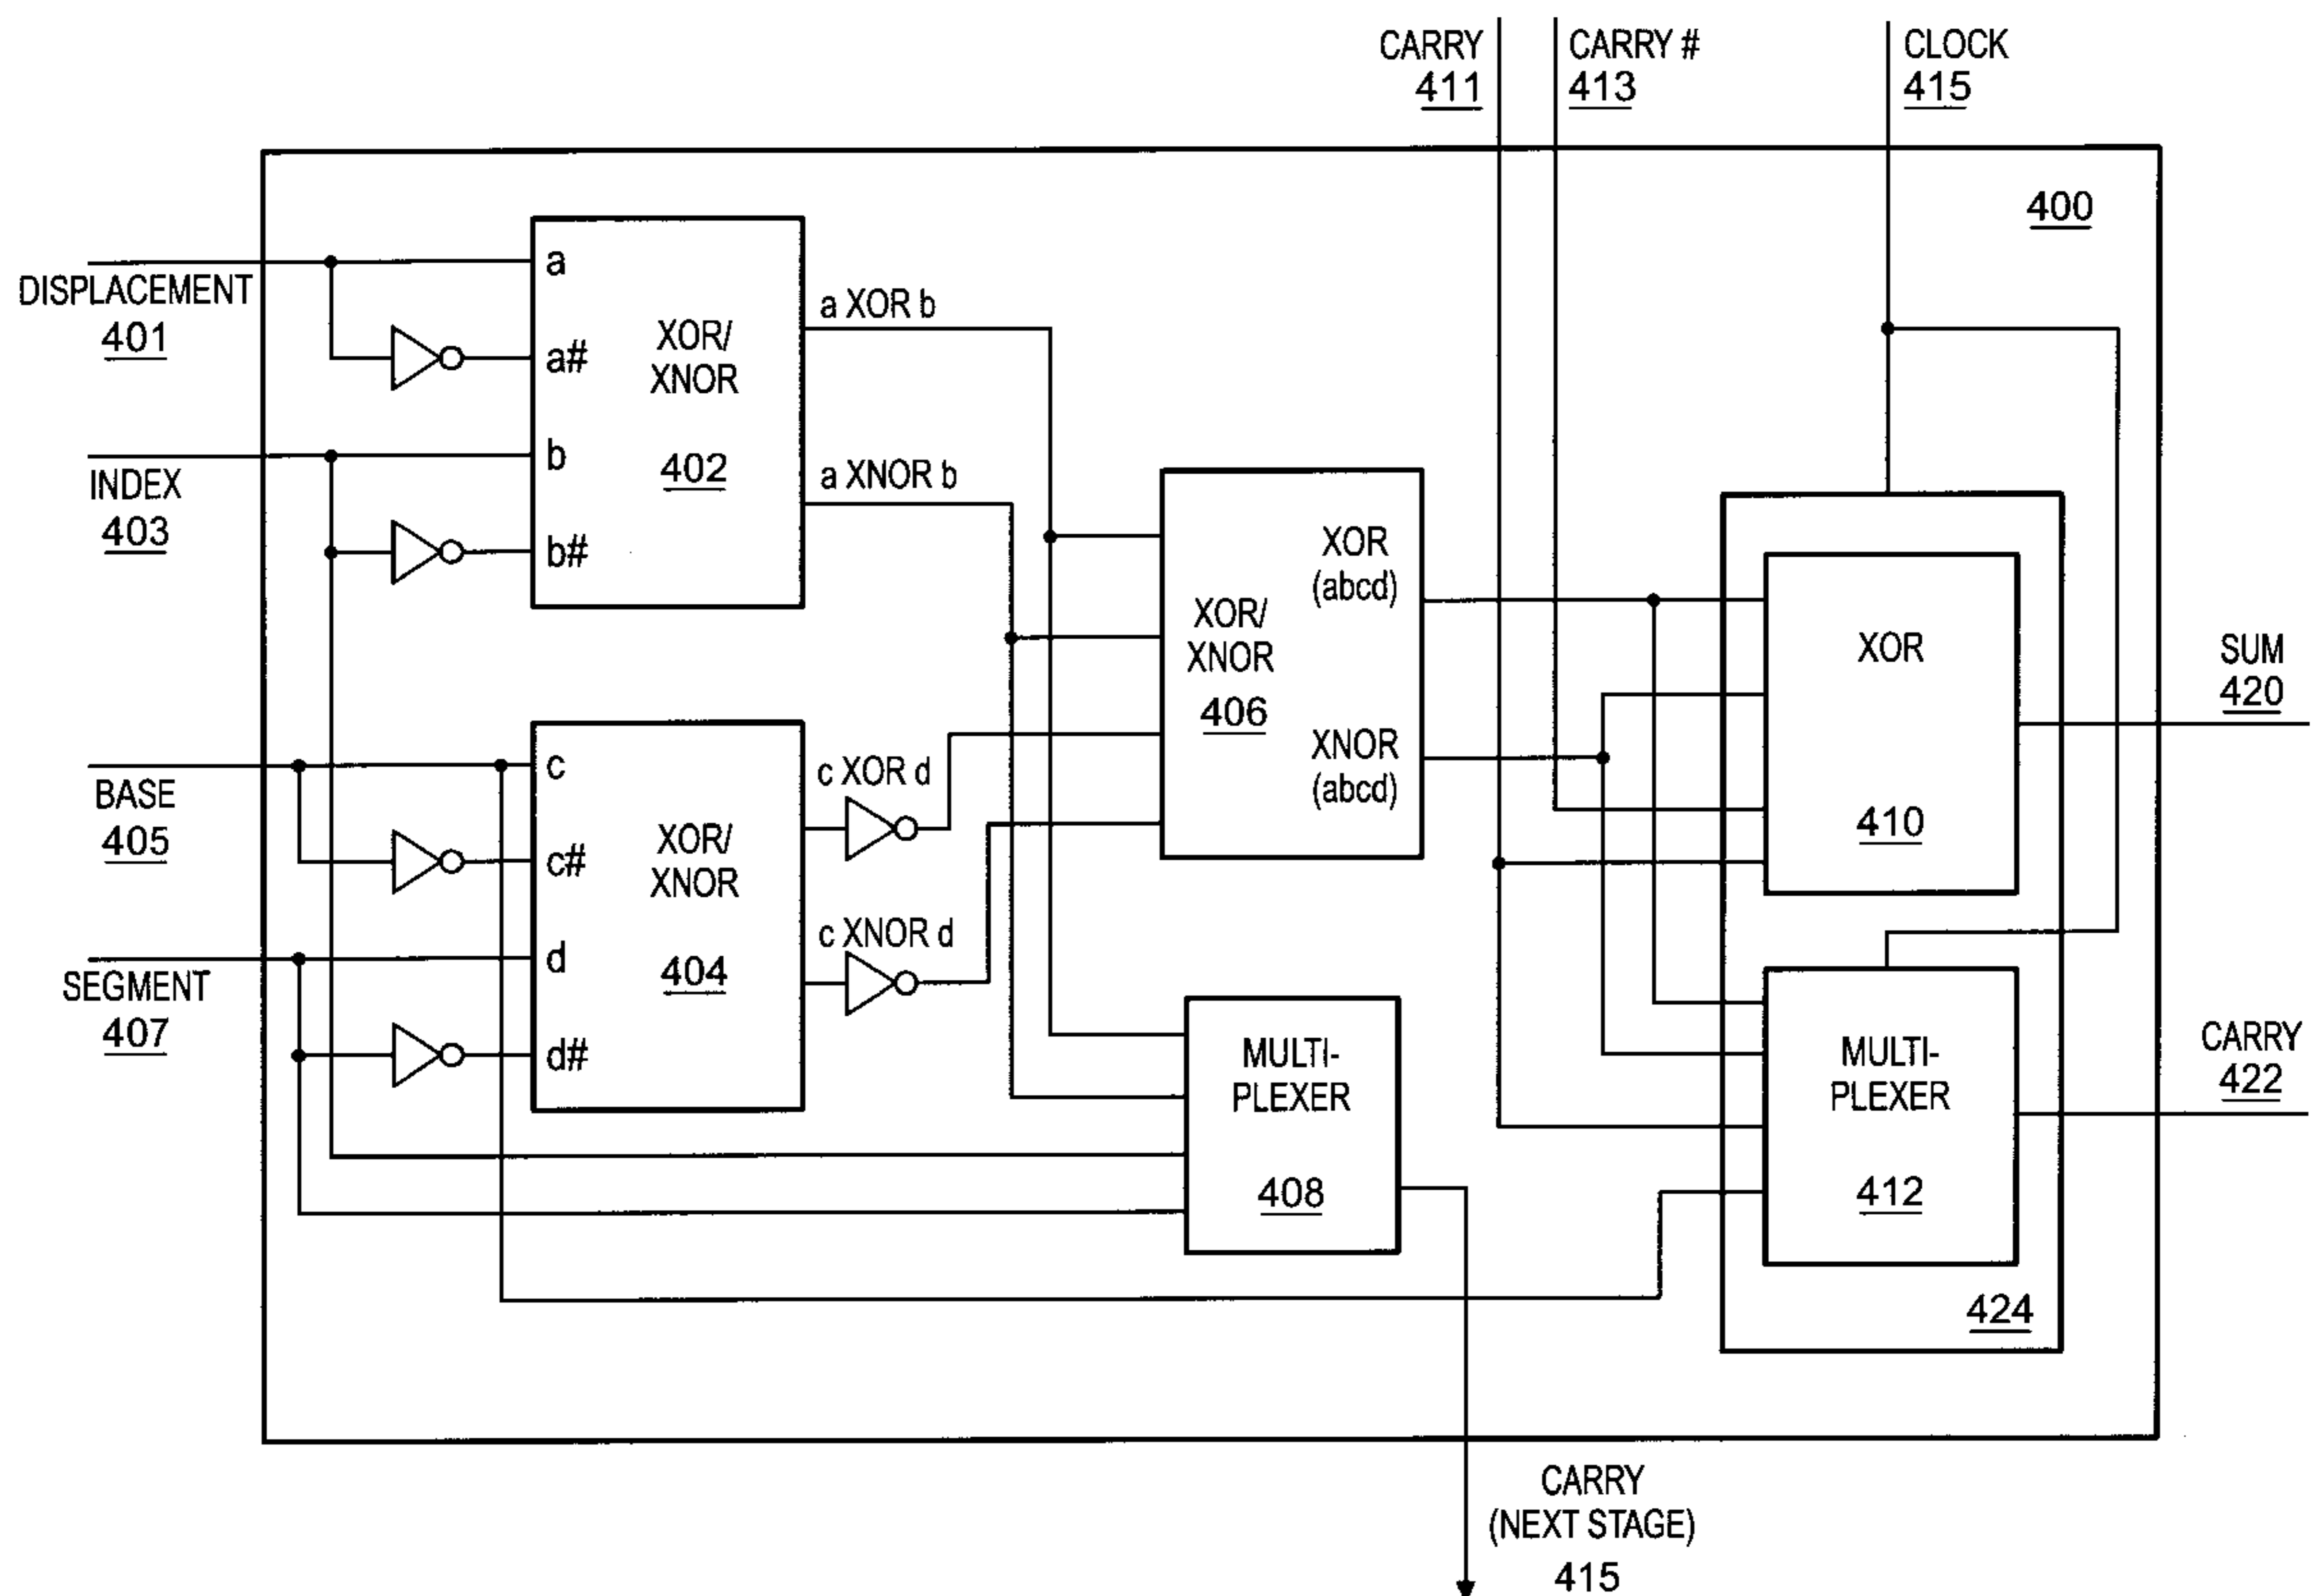 CARRY
411
CARRY #
413
CLOCK
415
400
DISPLACEMENT
401
INDEX
403
BASE
405
SEGMENT
407
a
a#
b
b#
XOR/
XNOR
402
a XOR b
a XNOR b
c
c#
d
d#
XOR/
XNOR
404
c XOR d
c XNOR d
XOR/
XNOR
406
XOR
(abcd)
XNOR
(abcd)
MULTI-
PLEXER
408
XOR
410
MULTI-
PLEXER
412
424
SUM
420
CARRY
422
CARRY
(NEXT STAGE)
415